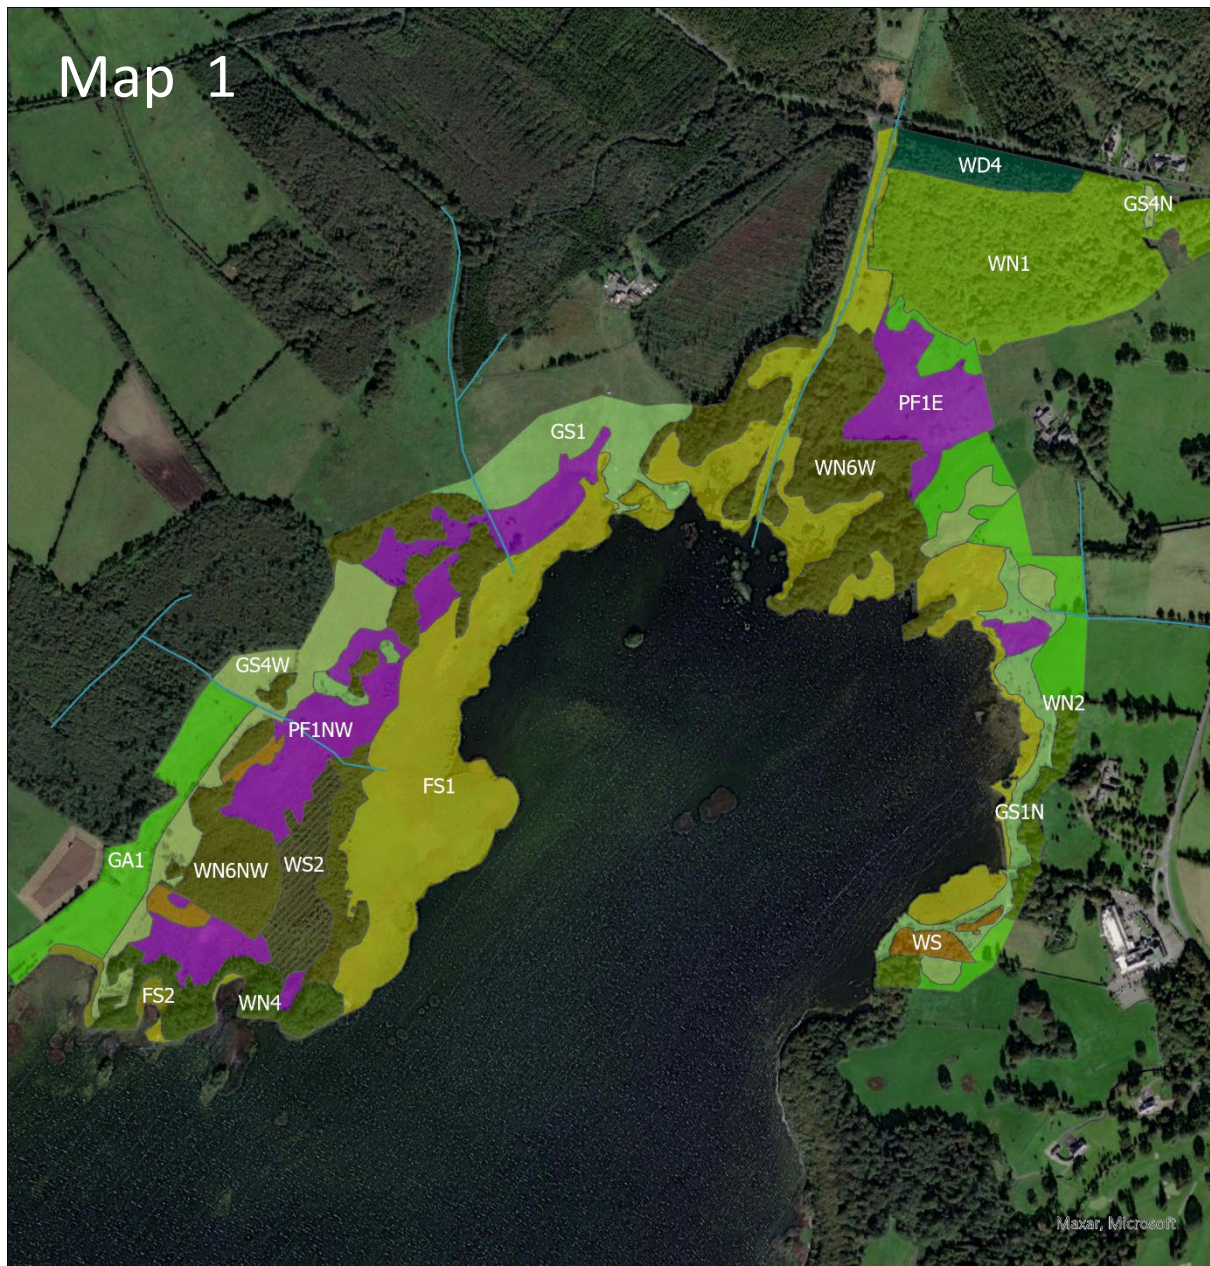 Map 1
WD4
GS4N
WN1
PF1E
GS1
WN6W
GS4W
WN2
PF1NW
FS1
GS1N
GA1
WN6NW
WS2
WS
FS2
WN4
Maxar, Microsoft